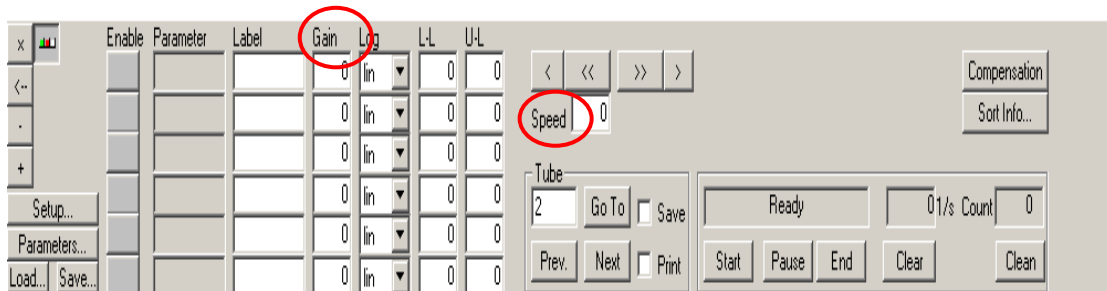 x
Enable Parameter Label Gain Log L-L U-L
0 lin 0 0
< << >> >
Compensation
<--
0 lin 0 0
Speed 0
Sort Info...
-
0 lin 0 0
+
Tube
0 lin 0 0
2 Go To Save
Ready 0 1/s Count 0
Setup...
0 lin 0 0
Parameters...
Prev. Next Print
Start Pause End Clear Clean
0 lin 0 0
Load... Save...